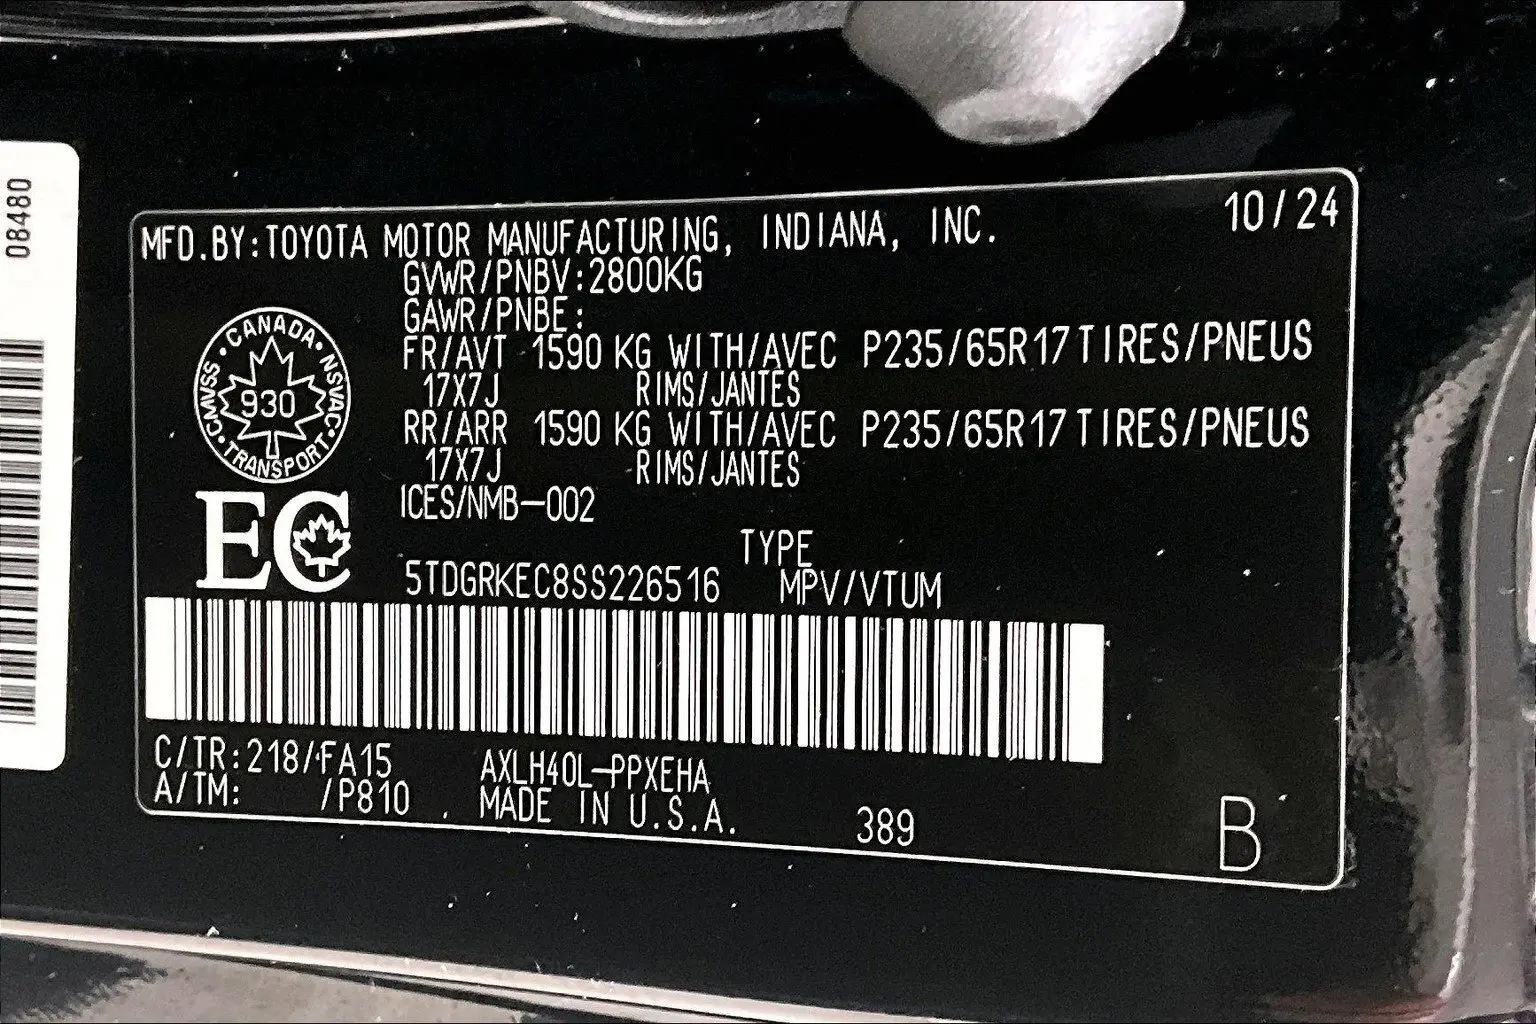 08480
MFD.BY:TOYOTA MOTOR MANUFACTURING, INDIANA, INC. 10/24
GVWR/PNBV:2800KG
GAWR/PNBE:
FR/AVT 1590 KG WITH/AVEC P235/65R17 TIRES/PNEUS
17X7J RIMS/JANTES
RR/ARR 1590 KG WITH/AVEC P235/65R17 TIRES/PNEUS
17X7J RIMS/JANTES
ICES/NMB-002
CANADA · NSVAC · TRANSPORT · CMVSS ·
930
EC
TYPE
5TDGRKEC8SS226516 MPV/VTUM
C/TR:218/FA15 AXLH40L-PPXEHA
A/TM: /P810 MADE IN U.S.A. 389 B